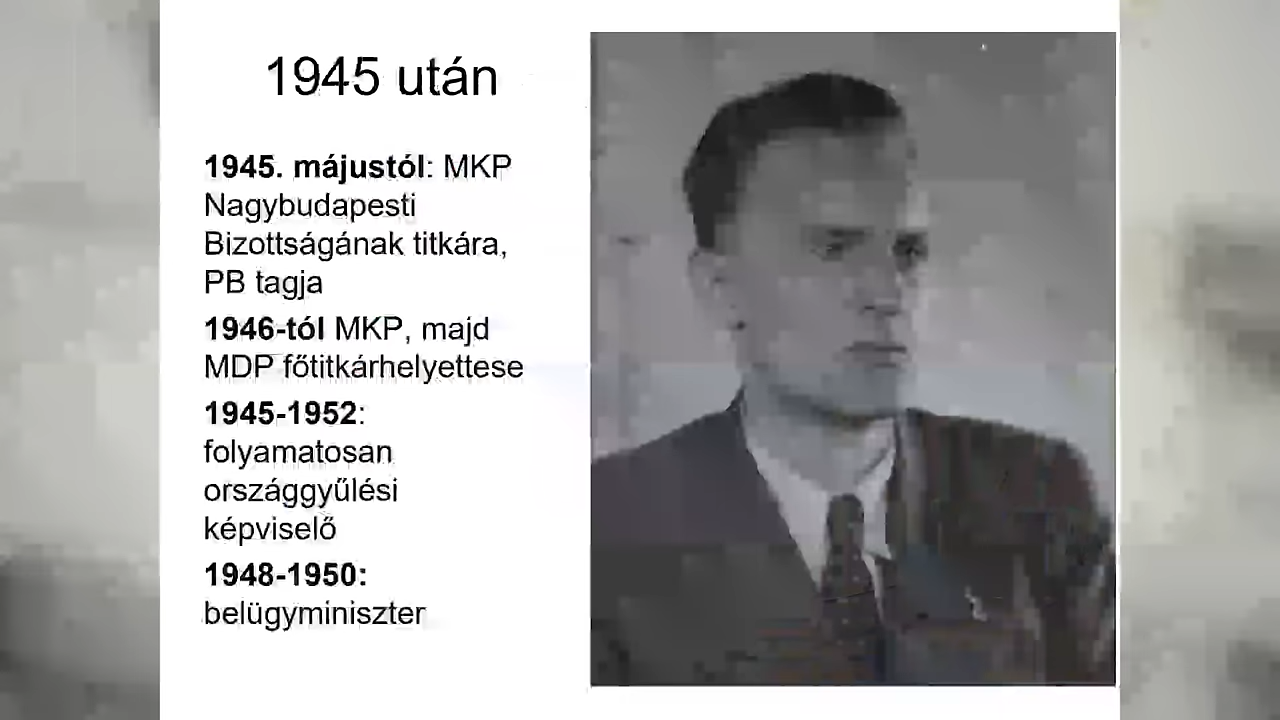 1945 után
1945. májustól: MKP
Nagybudapesti
Bizottságának titkára,
PB tagja
1946-tól MKP, majd
MDP főtitkárhelyettese
1945-1952:
folyamatosan
országgyűlési
képviselő
1948-1950:
belügyminiszter